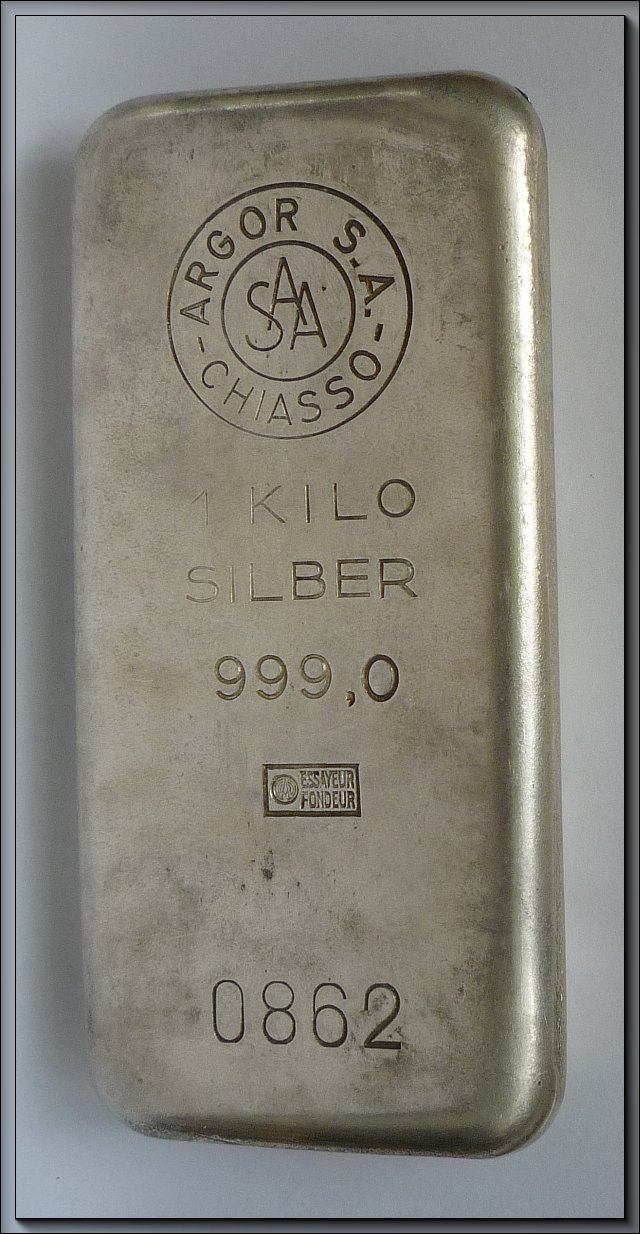 ARGOR S.A.
SAA
-CHIASSO-
1 KILO
SILBER
999,0
ESSAYEUR
FONDEUR
0862